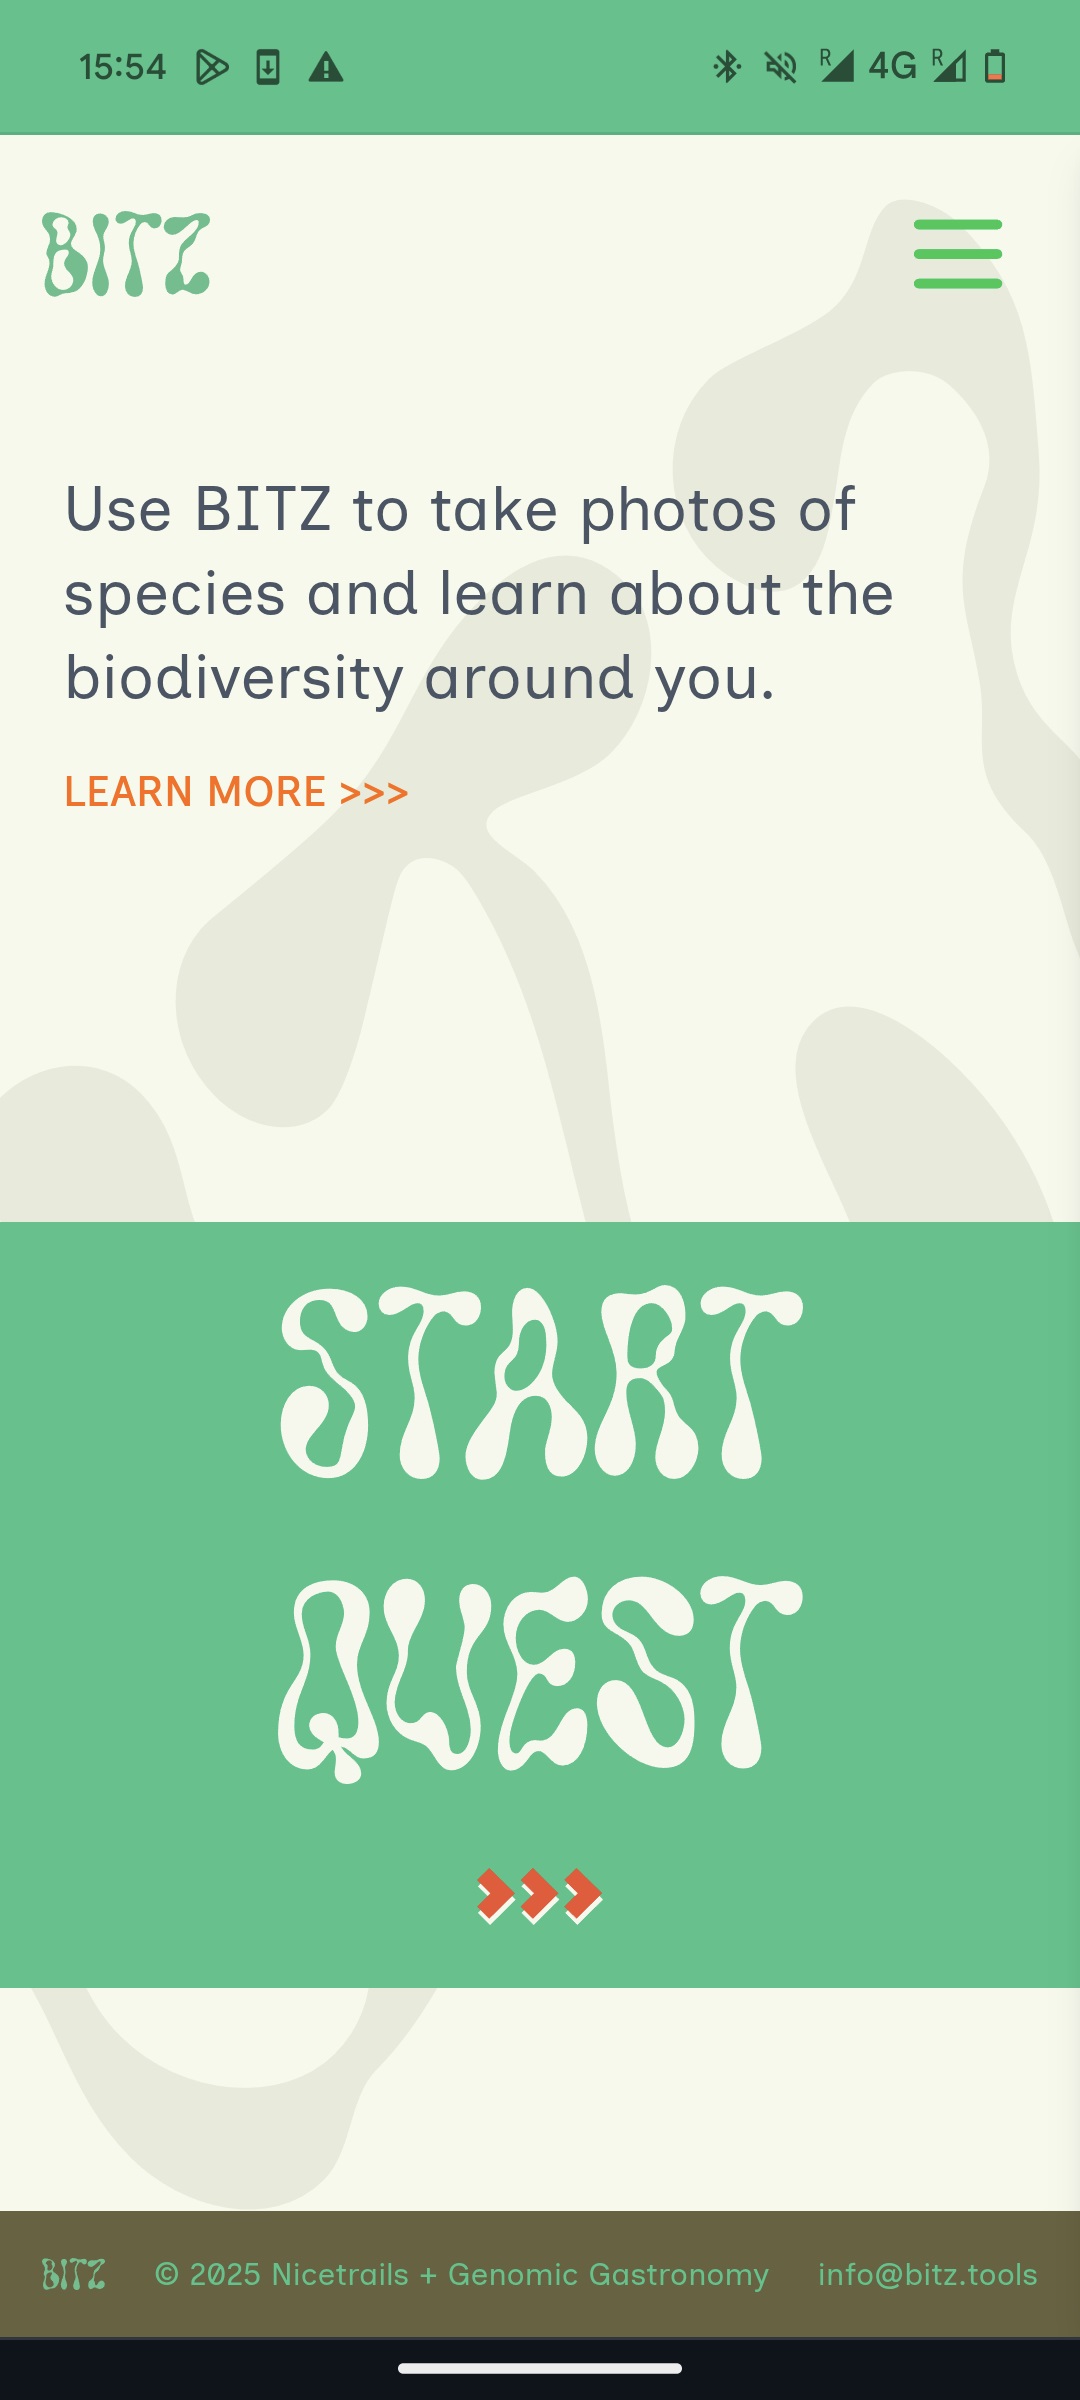 15:54
R 4G R
BITZ
Use BITZ to take photos of
species and learn about the
biodiversity around you.
LEARN MORE >>>
START
QUEST
BITZ © 2025 Nicetrails + Genomic Gastronomy info@bitz.tools